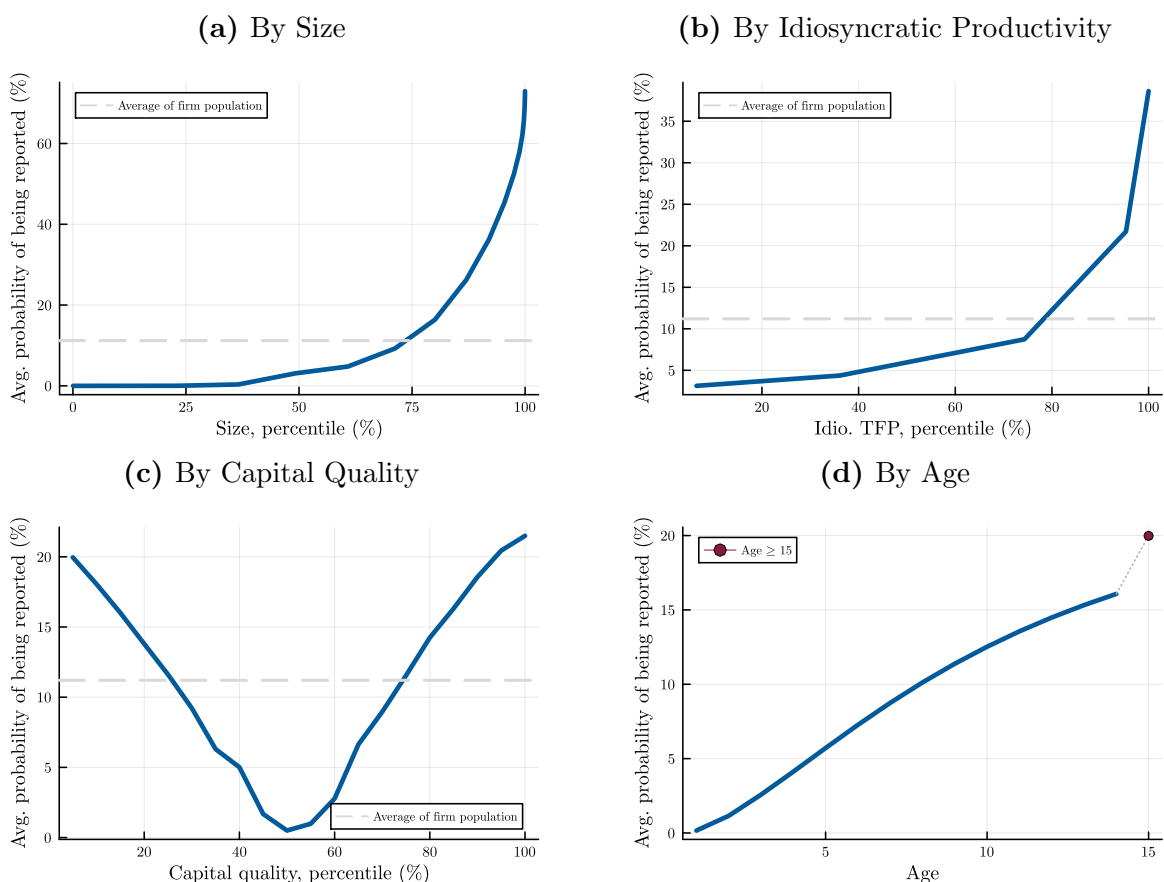 (a) By Size
Avg. probability of being reported (%)
Average of firm population
60
40
20
0
0 25 50 75 100
Size, percentile (%)
(b) By Idiosyncratic Productivity
Avg. probability of being reported (%)
Average of firm population
35
30
25
20
15
10
5
20 40 60 80 100
Idio. TFP, percentile (%)
(c) By Capital Quality
Avg. probability of being reported (%)
20
15
10
5
0
Average of firm population
20 40 60 80 100
Capital quality, percentile (%)
(d) By Age
Avg. probability of being reported (%)
Age ≥ 15
20
15
10
5
0
5 10 15
Age